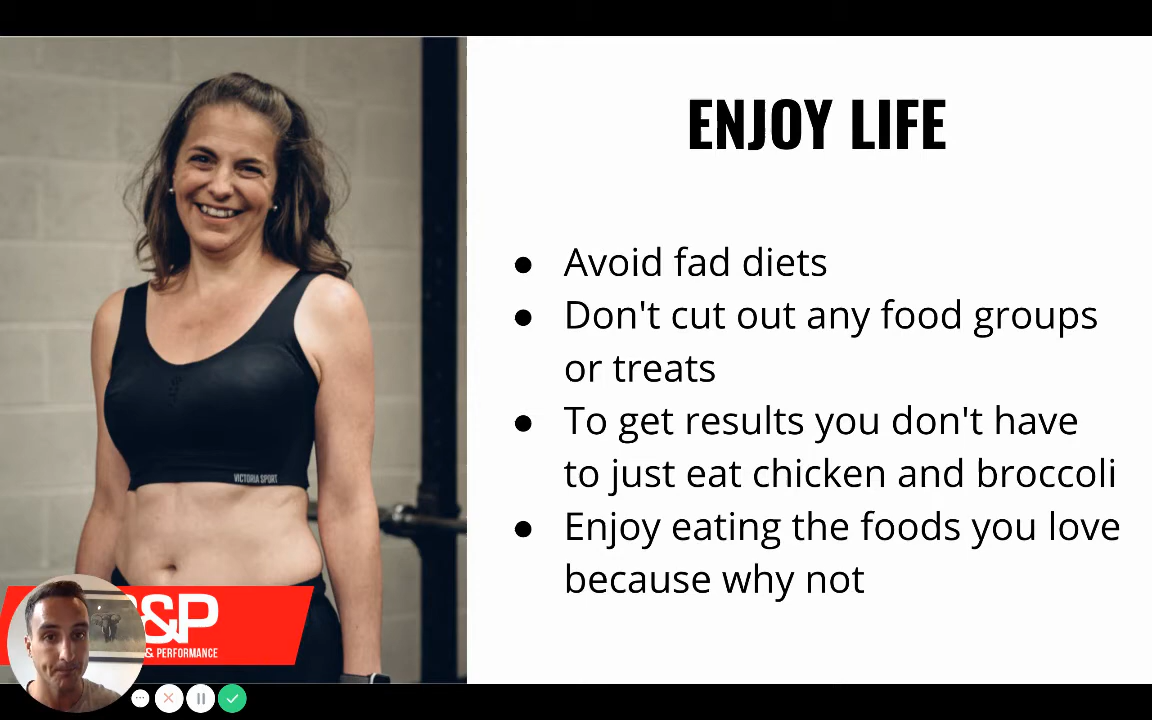 ENJOY LIFE
● Avoid fad diets
● Don't cut out any food groups
or treats
● To get results you don't have
to just eat chicken and broccoli
● Enjoy eating the foods you love
because why not
VICTORIA SPORT
&P
& PERFORMANCE